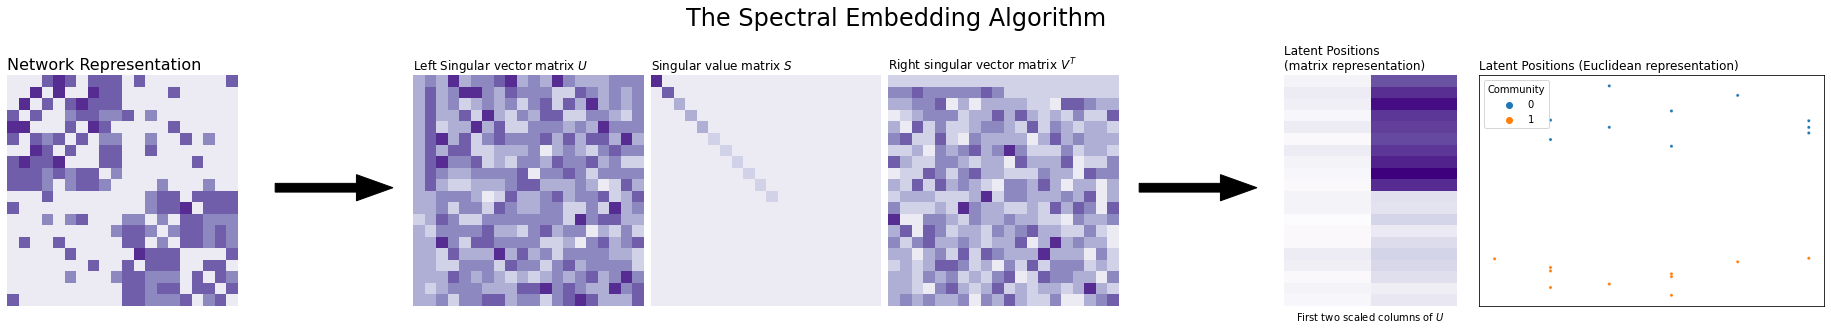 The Spectral Embedding Algorithm
Network Representation
Left Singular vector matrix U
Singular value matrix S
Right singular vector matrix V^T
Latent Positions
(matrix representation)
First two scaled columns of U
Latent Positions (Euclidean representation)
Community
0
1